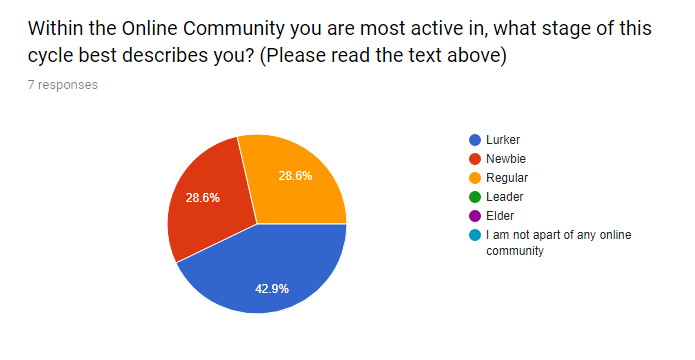 Within the Online Community you are most active in, what stage of this
cycle best describes you? (Please read the text above)
7 responses
28.6%
28.6%
42.9%
Lurker
Newbie
Regular
Leader
Elder
I am not apart of any online
community